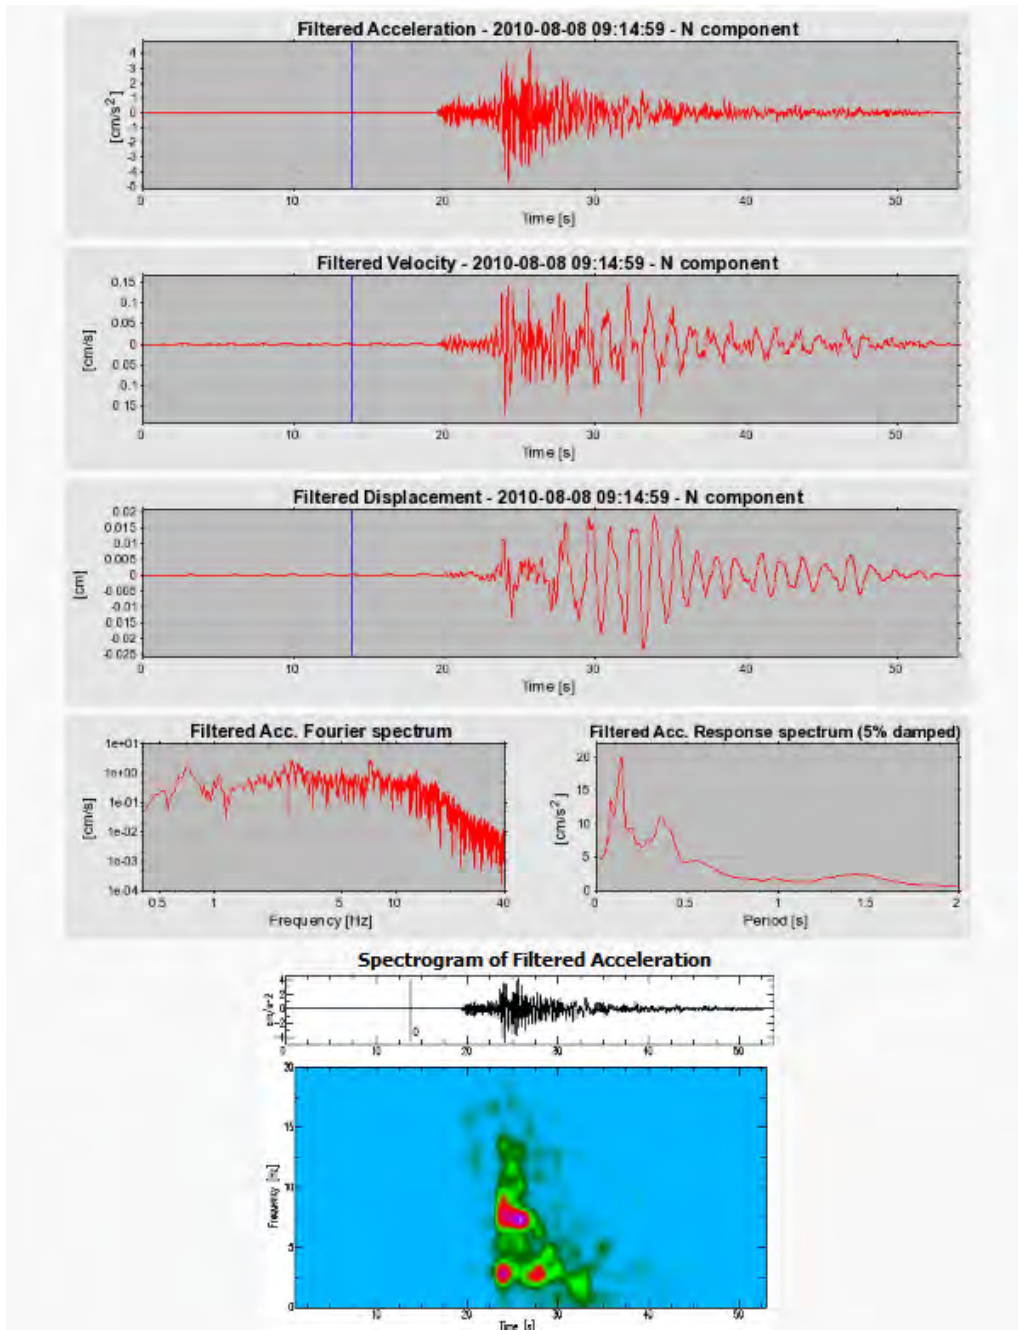 Filtered Acceleration - 2010-08-08 09:14:59 - N component
[cm/s²]
4
3
2
1
0
-1
-2
-3
-4
-5
0 10 20 30 40 50
Time [s]
Filtered Velocity - 2010-08-08 09:14:59 - N component
[cm/s]
0.15
0.1
0.05
0
0.05
0.1
0.15
0 10 20 30 40 50
Time [s]
Filtered Displacement - 2010-08-08 09:14:59 - N component
[cm]
0.02
0.015
0.01
0.005
0
-0.005
-0.01
-0.015
-0.02
-0.025
0 10 20 30 40 50
Time [s]
Filtered Acc. Fourier spectrum
[cm/s]
1e+01
1e+00
1e-01
1e-02
1e-03
1e-04
0.5 1 5 10 40
Frequency [Hz]
Filtered Acc. Response spectrum (5% damped)
[cm/s²]
20
15
10
5
0
0 0.5 1 1.5 2
Period [s]
Spectrogram of Filtered Acceleration
cm/s**2
4
2
0
0
0 10 20 30 40 50
Frequency [Hz]
20
15
10
5
0
10 20 30 40 50
Time [s]